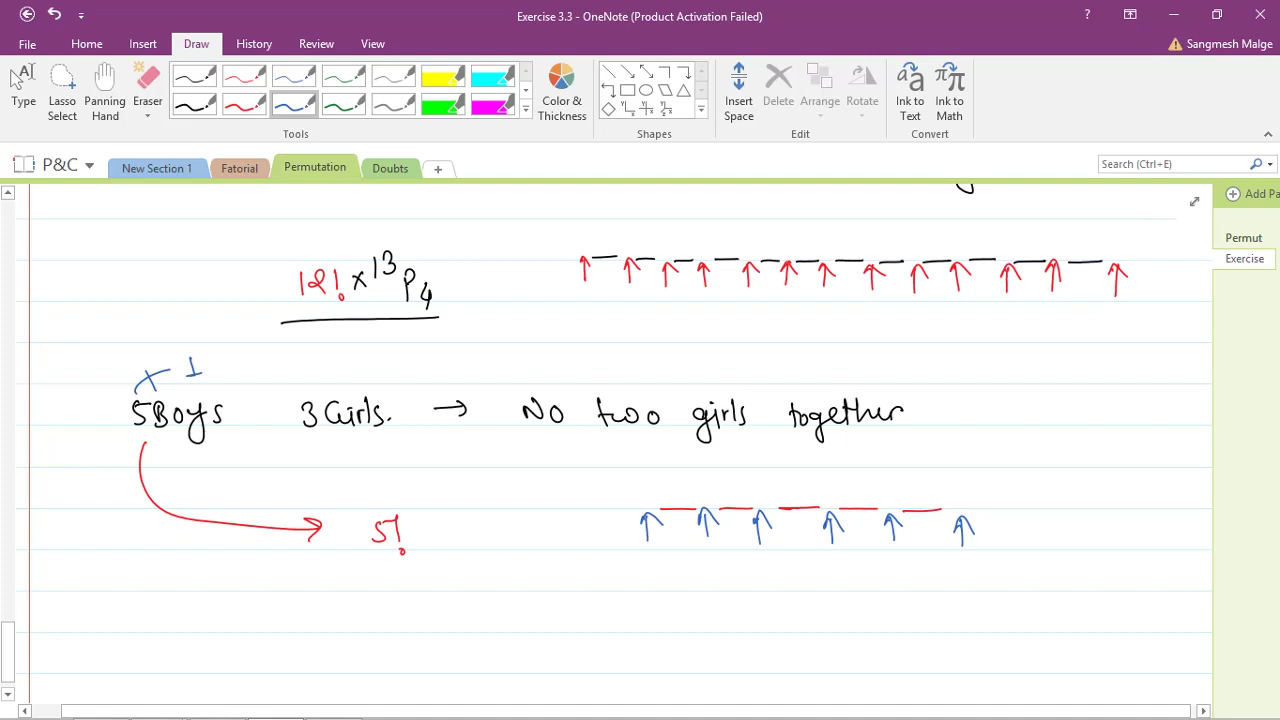 Exercise 3.3 - OneNote (Product Activation Failed)
?
File Home Insert Draw History Review View Sangmesh Malge
Type Lasso Select Panning Hand Eraser Color & Thickness Insert Space Delete Arrange Rotate Ink to Text Ink to Math
Tools Shapes Edit Convert
P&C New Section 1 Fatorial Permutation Doubts Search (Ctrl+E)
Add Pa
Permut
Exercise
12! × ¹³P₄
+ 1
5Boys 3Girls. → No two girls together
5!